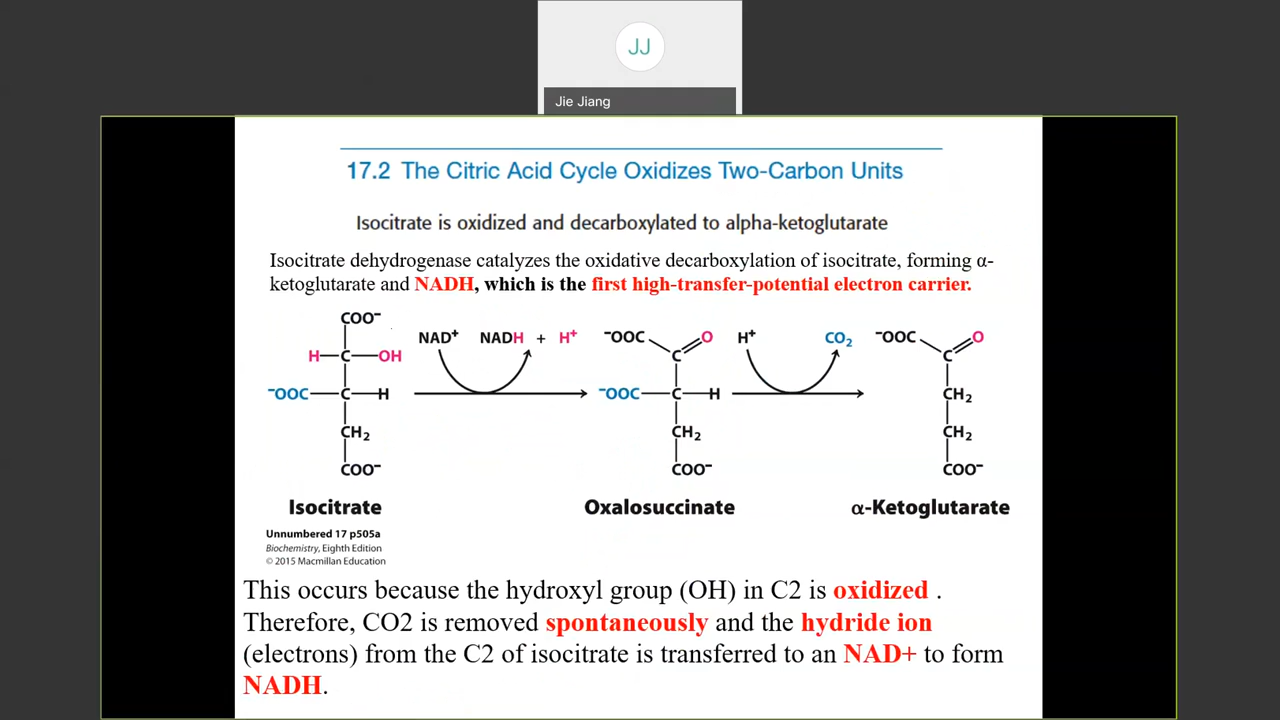 JJ
Jie Jiang
17.2 The Citric Acid Cycle Oxidizes Two-Carbon Units
Isocitrate is oxidized and decarboxylated to alpha-ketoglutarate
Isocitrate dehydrogenase catalyzes the oxidative decarboxylation of isocitrate, forming α-
ketoglutarate and NADH, which is the first high-transfer-potential electron carrier.
COO⁻
NAD⁺ NADH + H⁺ ⁻OOC O H⁺ CO₂ ⁻OOC O
H—C—OH C C
⁻OOC—C—H ⁻OOC—C—H CH₂
CH₂ CH₂ CH₂
COO⁻ COO⁻ COO⁻
Isocitrate Oxalosuccinate α-Ketoglutarate
Unnumbered 17 p505a
Biochemistry, Eighth Edition
© 2015 Macmillan Education
This occurs because the hydroxyl group (OH) in C2 is oxidized .
Therefore, CO2 is removed spontaneously and the hydride ion
(electrons) from the C2 of isocitrate is transferred to an NAD+ to form
NADH.